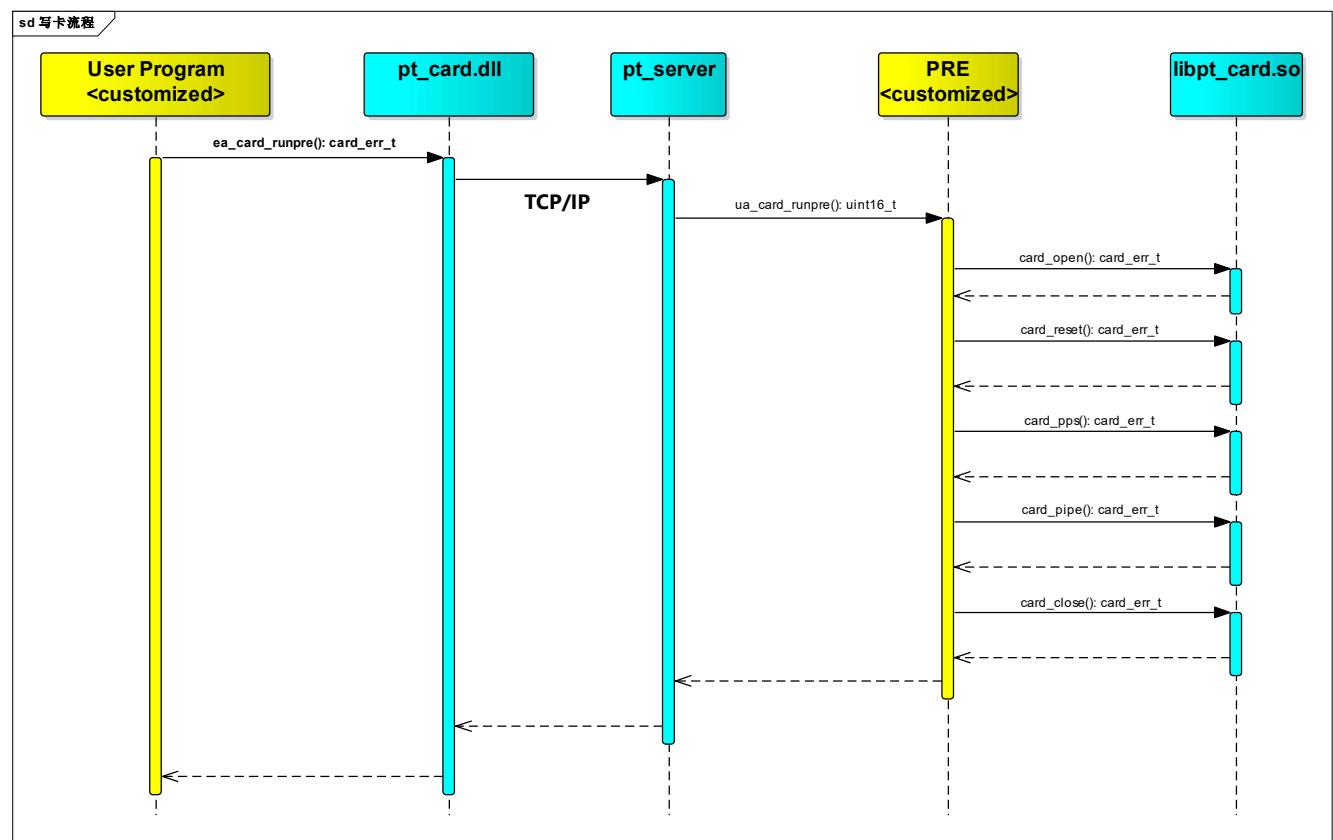 sd 写卡流程
User Program
<customized>
pt_card.dll
pt_server
PRE
<customized>
libpt_card.so
ea_card_runpre(): card_err_t
TCP/IP
ua_card_runpre(): uint16_t
card_open(): card_err_t
card_reset(): card_err_t
card_pps(): card_err_t
card_pipe(): card_err_t
card_close(): card_err_t